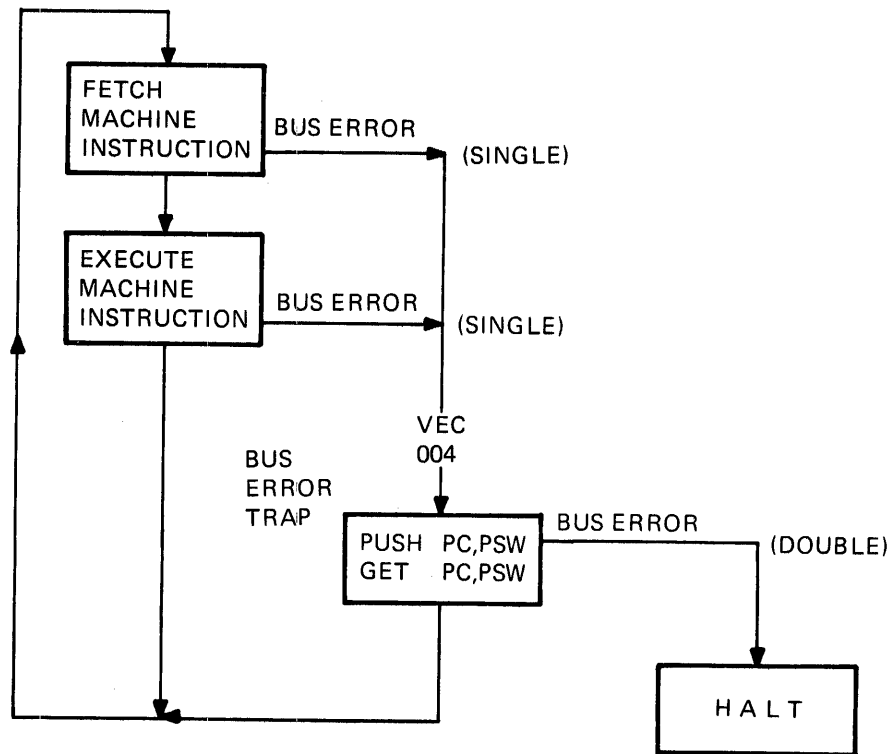 FETCH
MACHINE
INSTRUCTION
BUS ERROR
(SINGLE)
EXECUTE
MACHINE
INSTRUCTION
BUS ERROR
(SINGLE)
VEC
004
BUS
ERROR
TRAP
PUSH PC,PSW
GET PC,PSW
BUS ERROR
(DOUBLE)
HALT